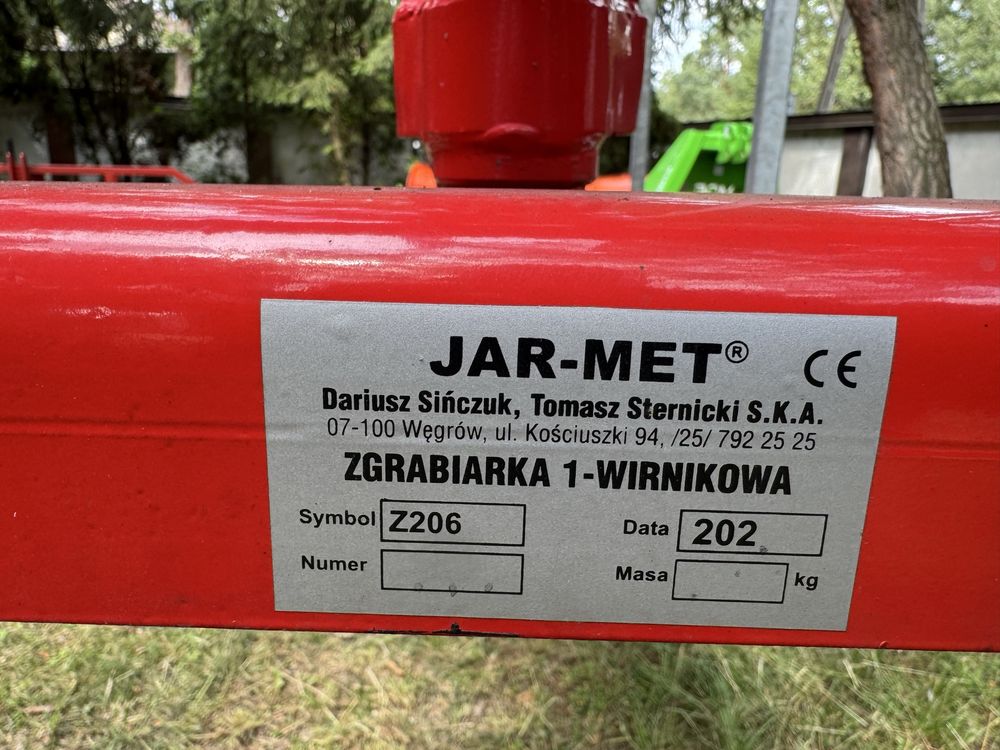 JAR-MET®
CE
Dariusz Sińczuk, Tomasz Sternicki S.K.A.
07-100 Węgrów, ul. Kościuszki 94, /25/ 792 25 25
ZGRABIARKA 1-WIRNIKOWA
Symbol Z206
Data 202
Numer
Masa kg